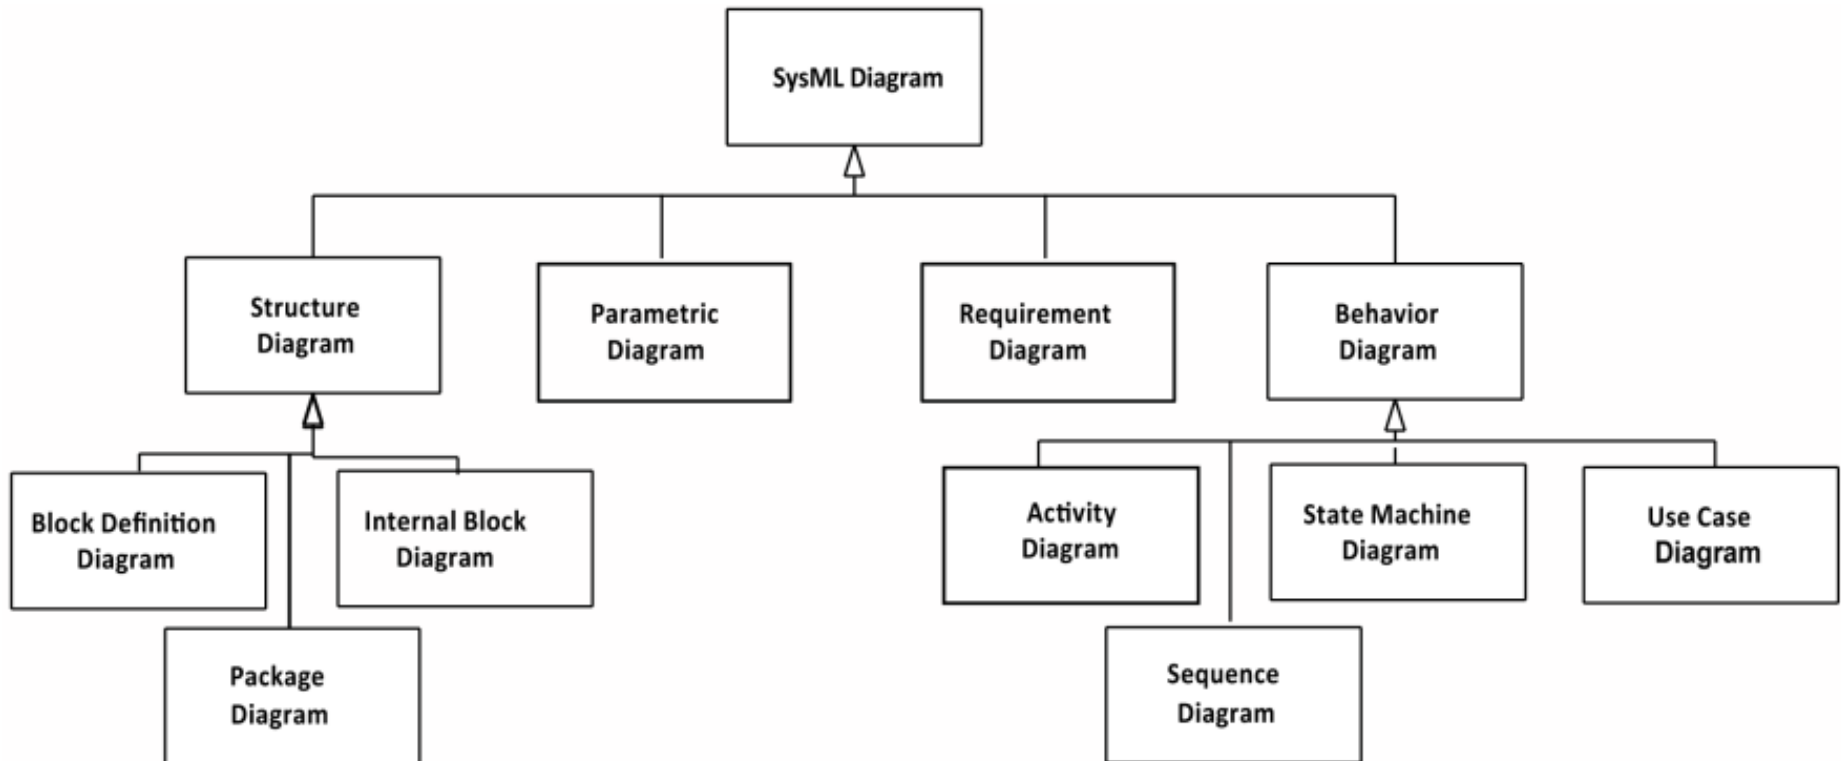 SysML Diagram
Structure
Diagram
Parametric
Diagram
Requirement
Diagram
Behavior
Diagram
Block Definition
Diagram
Internal Block
Diagram
Activity
Diagram
State Machine
Diagram
Use Case
Diagram
Package
Diagram
Sequence
Diagram